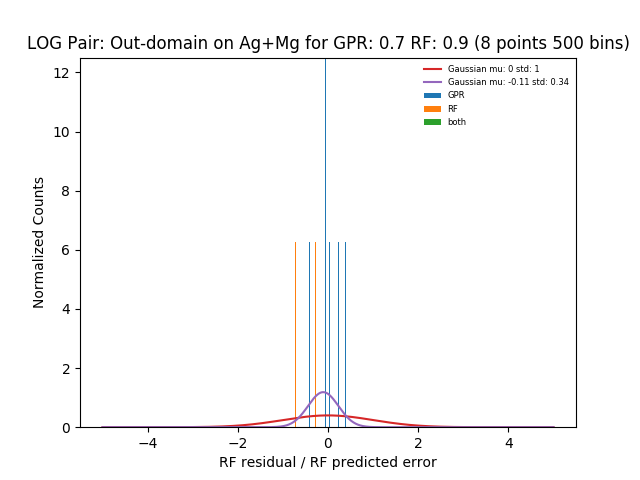 LOG Pair: Out-domain on Ag+Mg for GPR: 0.7 RF: 0.9 (8 points 500 bins)
Gaussian mu: 0 std: 1
Gaussian mu: -0.11 std: 0.34
GPR
RF
both
12
10
8
6
4
2
0
Normalized Counts
−4
−2
0
2
4
RF residual / RF predicted error